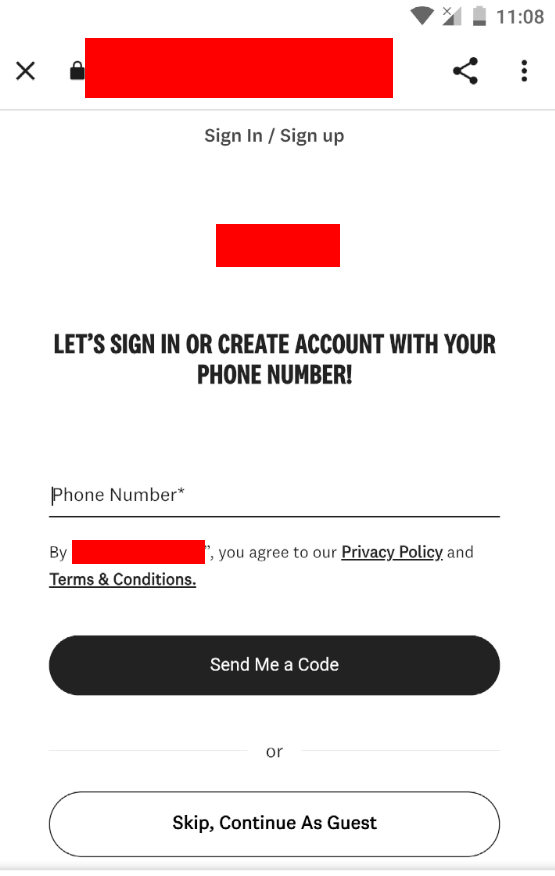 11:08
Sign In / Sign up
LET’S SIGN IN OR CREATE ACCOUNT WITH YOUR
PHONE NUMBER!
Phone Number*
By ”, you agree to our Privacy Policy and
Terms & Conditions.
Send Me a Code
or
Skip, Continue As Guest